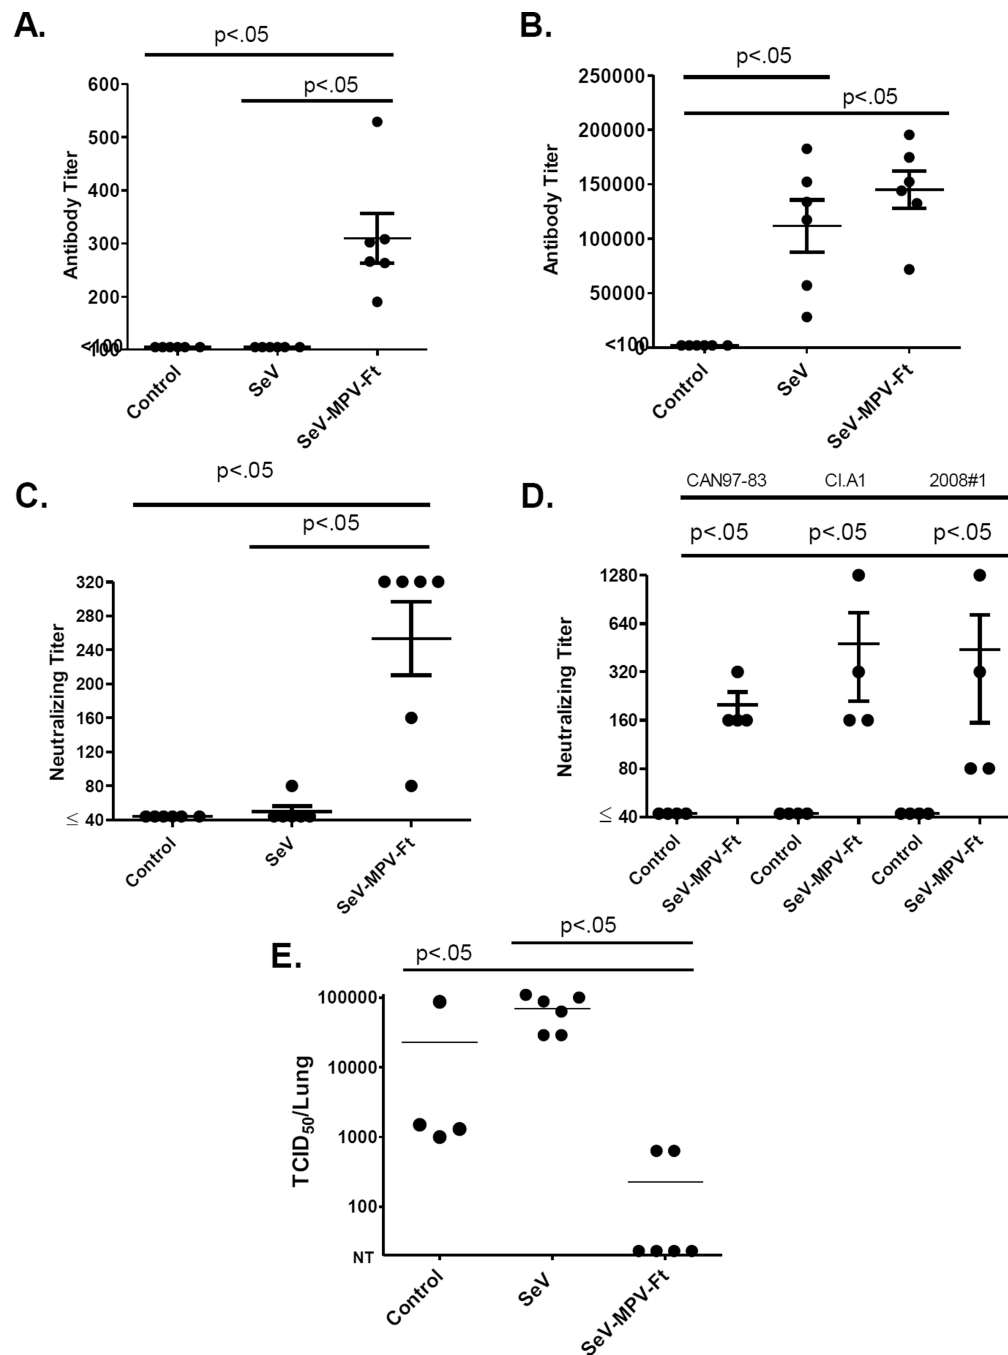 A.
p<.05
p<.05
Antibody Titer
600
500
400
300
200
100
<100
Control
SeV
SeV-MPV-Ft
B.
p<.05
p<.05
Antibody Titer
250000
200000
150000
100000
50000
0
<100
Control
SeV
SeV-MPV-Ft
C.
p<.05
p<.05
Neutralizing Titer
320
280
240
200
160
120
80
≤ 40
Control
SeV
SeV-MPV-Ft
D.
CAN97-83 CI.A1 2008#1
p<.05 p<.05 p<.05
Neutralizing Titer
1280
640
320
160
80
≤ 40
Control
SeV-MPV-Ft
Control
SeV-MPV-Ft
Control
SeV-MPV-Ft
E.
p<.05
p<.05
TCID50/Lung
100000
10000
1000
100
NT
Control
SeV
SeV-MPV-Ft